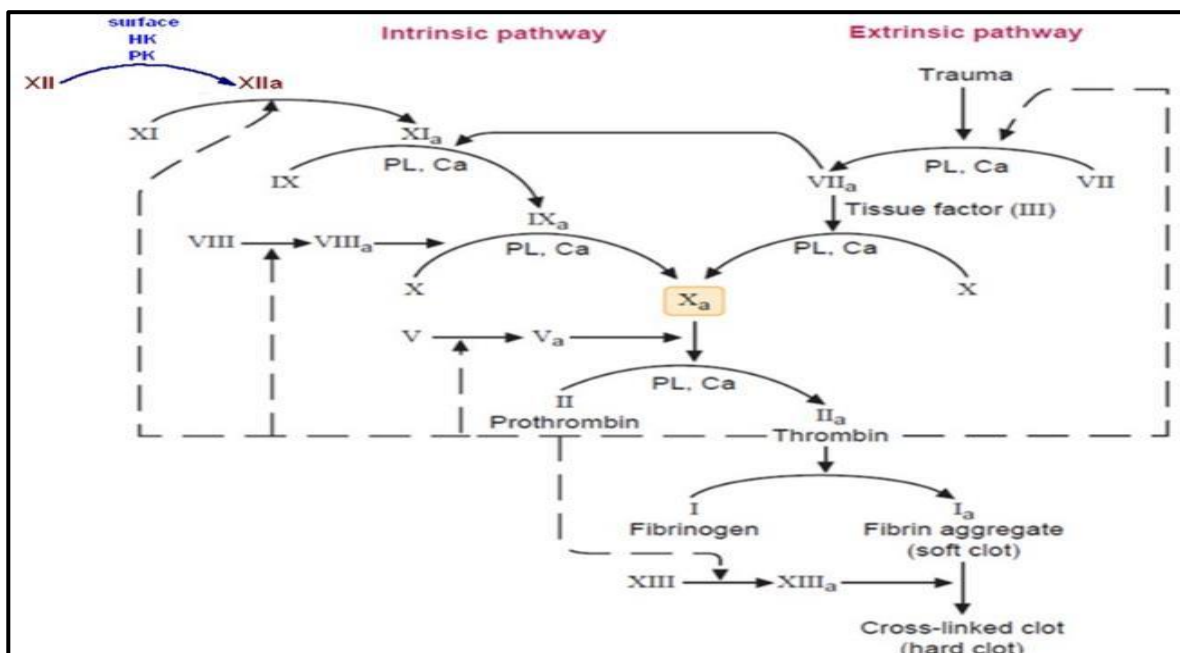 surface
HK
PK
Intrinsic pathway
Extrinsic pathway
XII
XIIa
Trauma
XI
XIa
PL, Ca
IX
PL, Ca
VIIa
VII
Tissue factor (III)
IXa
VIII
VIIIa
PL, Ca
PL, Ca
X
Xa
X
V
Va
PL, Ca
II
Prothrombin
IIa
Thrombin
I
Fibrinogen
Ia
Fibrin aggregate
(soft clot)
XIII
XIIIa
Cross-linked clot
(hard clot)